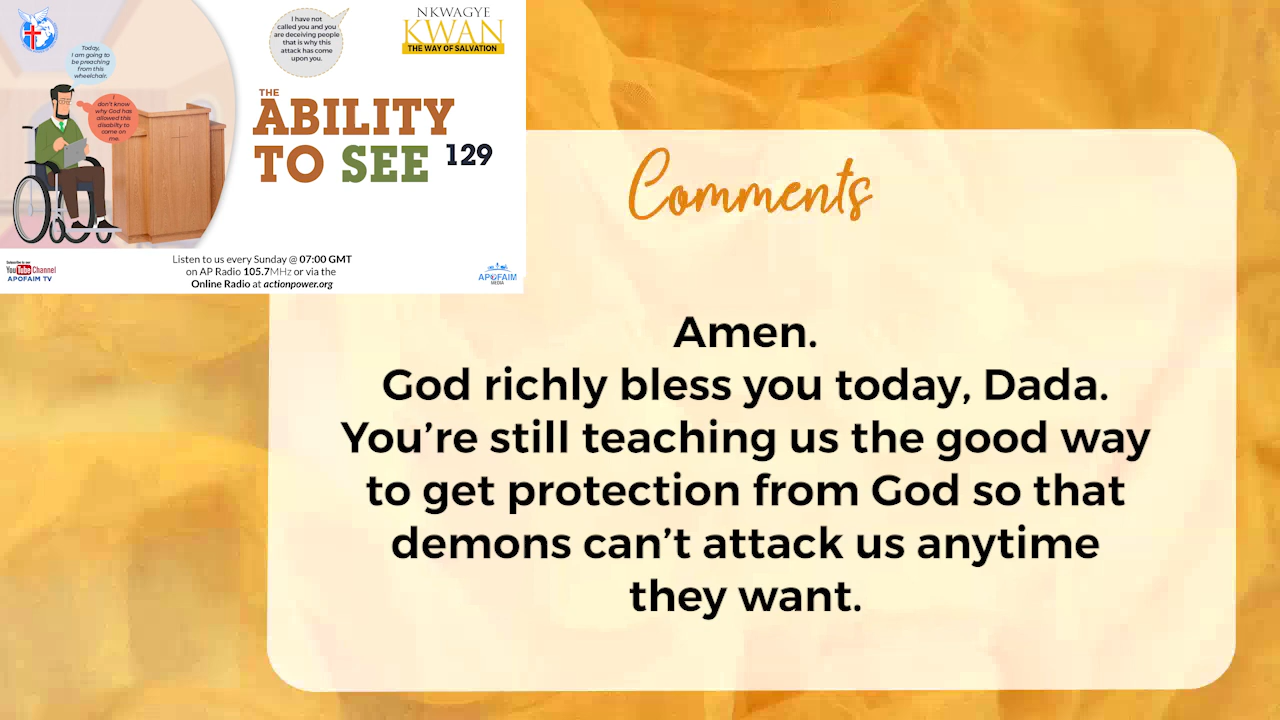 Today,
I am going to
be preaching
from this
wheelchair.
I
don't know
why God has
allowed this
disability to
come on
me.
I have not
called you and you
are deceiving people
that is why this
attack has come
upon you.
NKWAGYE
KWAN
THE WAY OF SALVATION
THE
ABILITY
TO SEE 129
Subscribe to our
YouTube Channel
APOFAIM TV
Listen to us every Sunday @ 07:00 GMT
on AP Radio 105.7MHz or via the
Online Radio at actionpower.org
APOFAIM
MEDIA
Comments
Amen.
God richly bless you today, Dada.
You're still teaching us the good way
to get protection from God so that
demons can't attack us anytime
they want.